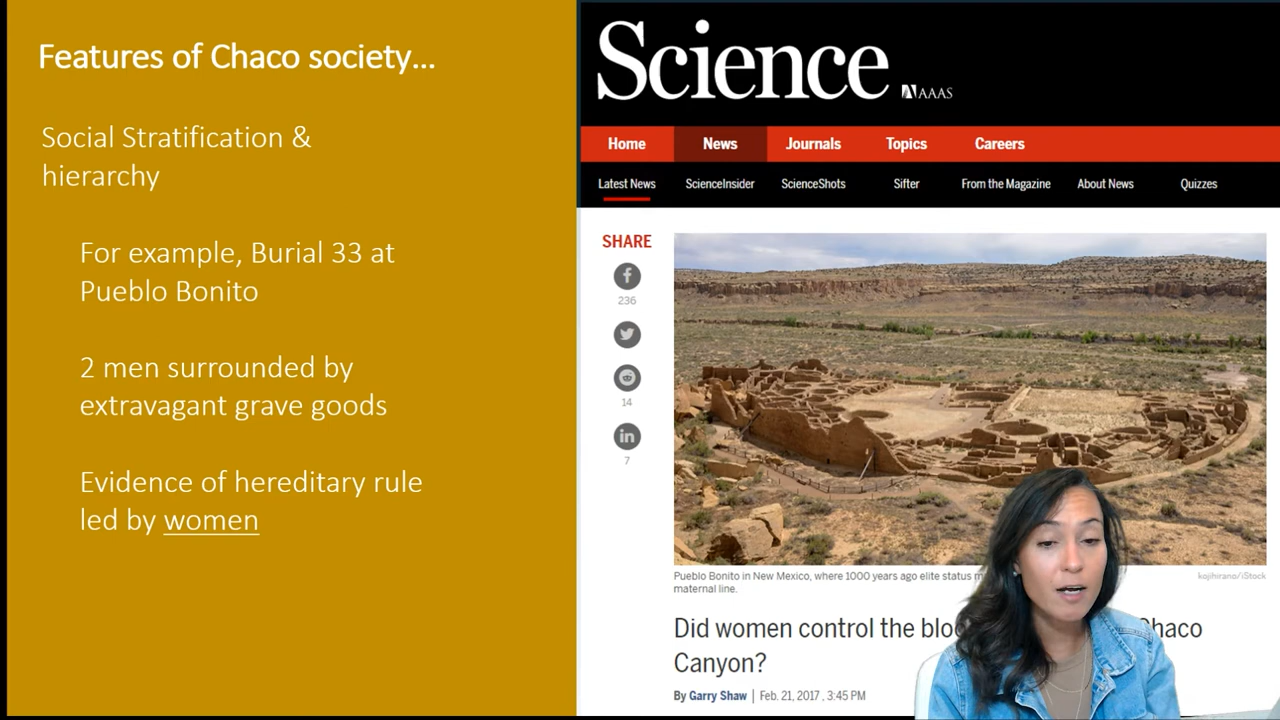 Features of Chaco society...
Social Stratification &
hierarchy
For example, Burial 33 at
Pueblo Bonito
2 men surrounded by
extravagant grave goods
Evidence of hereditary rule
led by women
Science
AAAS
Home News Journals Topics Careers
Latest News ScienceInsider ScienceShots Sifter From the Magazine About News Quizzes
SHARE
236
14
in
7
Pueblo Bonito in New Mexico, where 1000 years ago elite status
kojihirano/iStock
maternal line.
Did women control the Chaco
Canyon?
By Garry Shaw | Feb. 21, 2017 , 3:45 PM